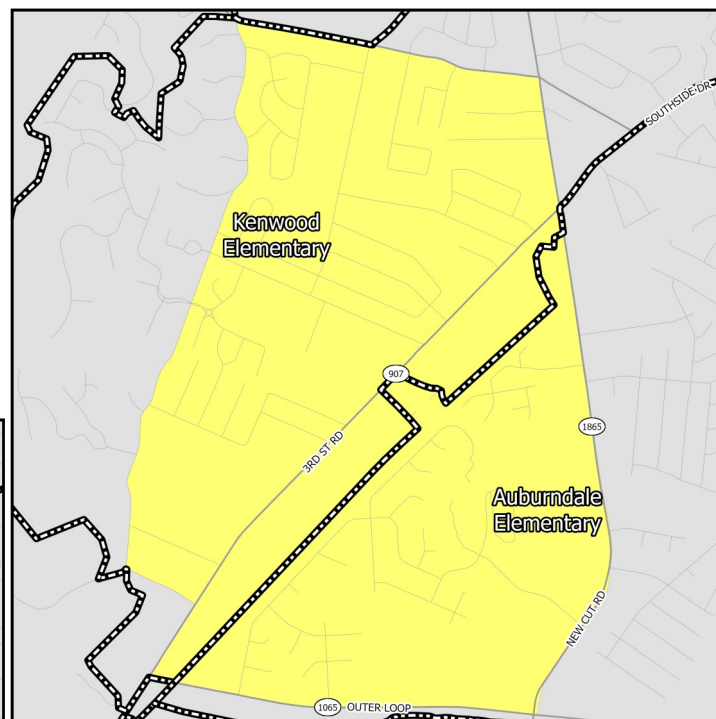 SOUTHSIDE DR
Kenwood
Elementary
907
3RD ST RD
1865
Auburndale
Elementary
NEW CUT RD
1065
OUTER LOOP